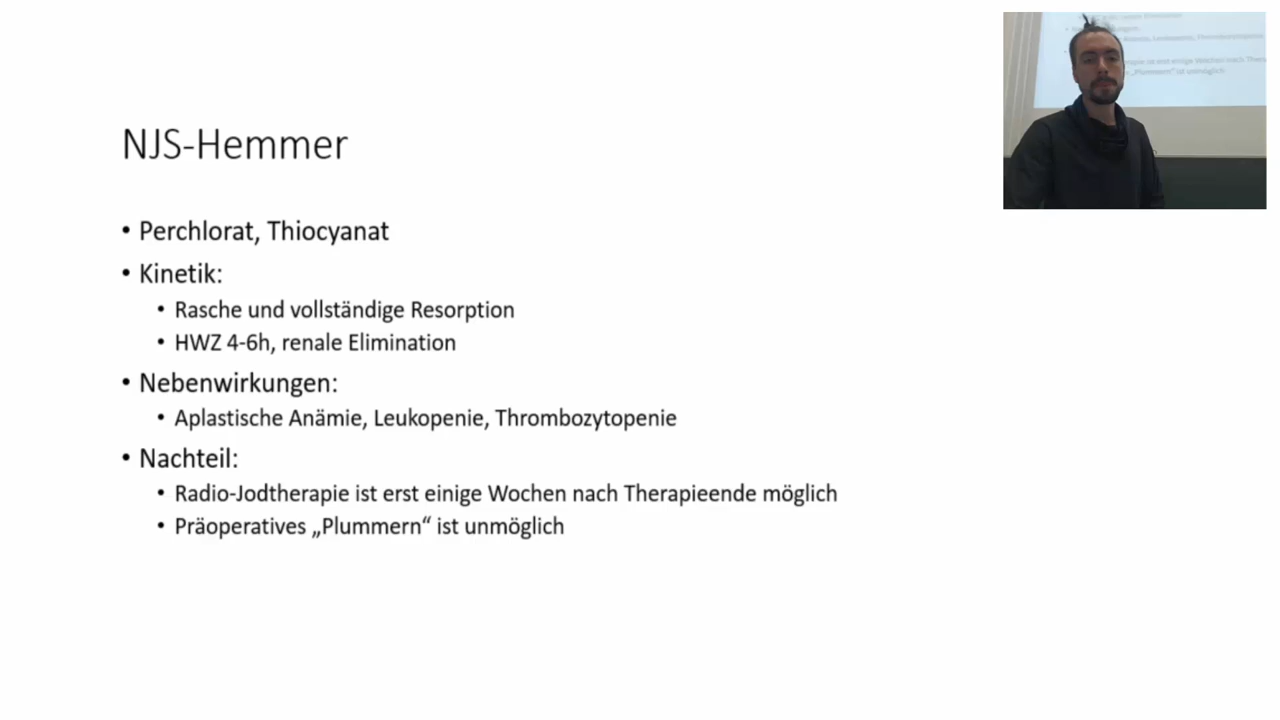 NJS-Hemmer
• Perchlorat, Thiocyanat
• Kinetik:
• Rasche und vollständige Resorption
• HWZ 4-6h, renale Elimination
• Nebenwirkungen:
• Aplastische Anämie, Leukopenie, Thrombozytopenie
• Nachteil:
• Radio-Jodtherapie ist erst einige Wochen nach Therapieende möglich
• Präoperatives „Plummern“ ist unmöglich